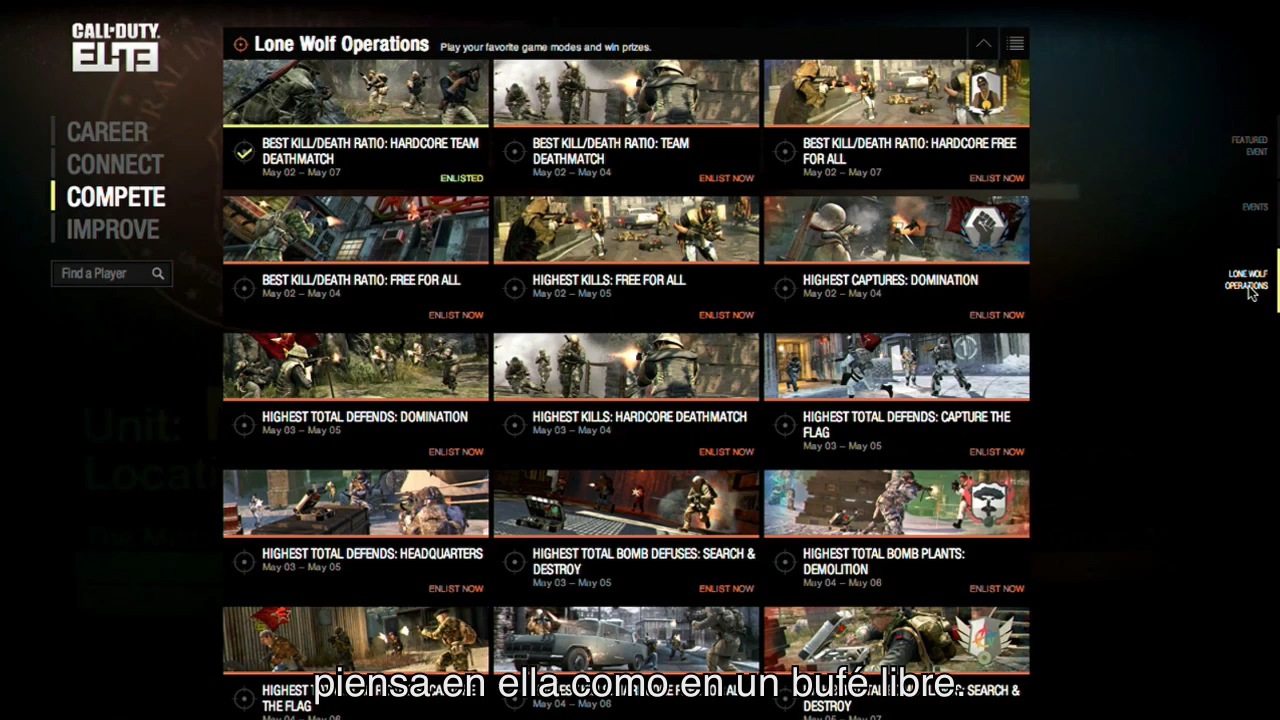 CALL OF DUTY
ELITE
CAREER
CONNECT
COMPETE
IMPROVE
Find a Player
Lone Wolf Operations Play your favorite game modes and win prizes.
BEST KILL/DEATH RATIO: HARDCORE TEAM
DEATHMATCH
May 02 – May 07
ENLISTED
BEST KILL/DEATH RATIO: TEAM
DEATHMATCH
May 02 – May 04
ENLIST NOW
BEST KILL/DEATH RATIO: HARDCORE FREE
FOR ALL
May 02 – May 07
ENLIST NOW
BEST KILL/DEATH RATIO: FREE FOR ALL
May 02 – May 04
ENLIST NOW
HIGHEST KILLS: FREE FOR ALL
May 02 – May 05
ENLIST NOW
HIGHEST CAPTURES: DOMINATION
May 02 – May 04
ENLIST NOW
HIGHEST TOTAL DEFENDS: DOMINATION
May 03 – May 05
ENLIST NOW
HIGHEST KILLS: HARDCORE DEATHMATCH
May 03 – May 04
ENLIST NOW
HIGHEST TOTAL DEFENDS: CAPTURE THE
FLAG
May 03 – May 05
ENLIST NOW
HIGHEST TOTAL DEFENDS: HEADQUARTERS
May 03 – May 05
ENLIST NOW
HIGHEST TOTAL BOMB DEFUSES: SEARCH &
DESTROY
May 03 – May 05
ENLIST NOW
HIGHEST TOTAL BOMB PLANTS:
DEMOLITION
May 04 – May 06
ENLIST NOW
THE FLAG
May 04 – May 06
SEARCH &
DESTROY
FEATURED
EVENT
EVENTS
LONE WOLF
OPERATIONS
Unit:
piensa en ella como en un bufé libre.